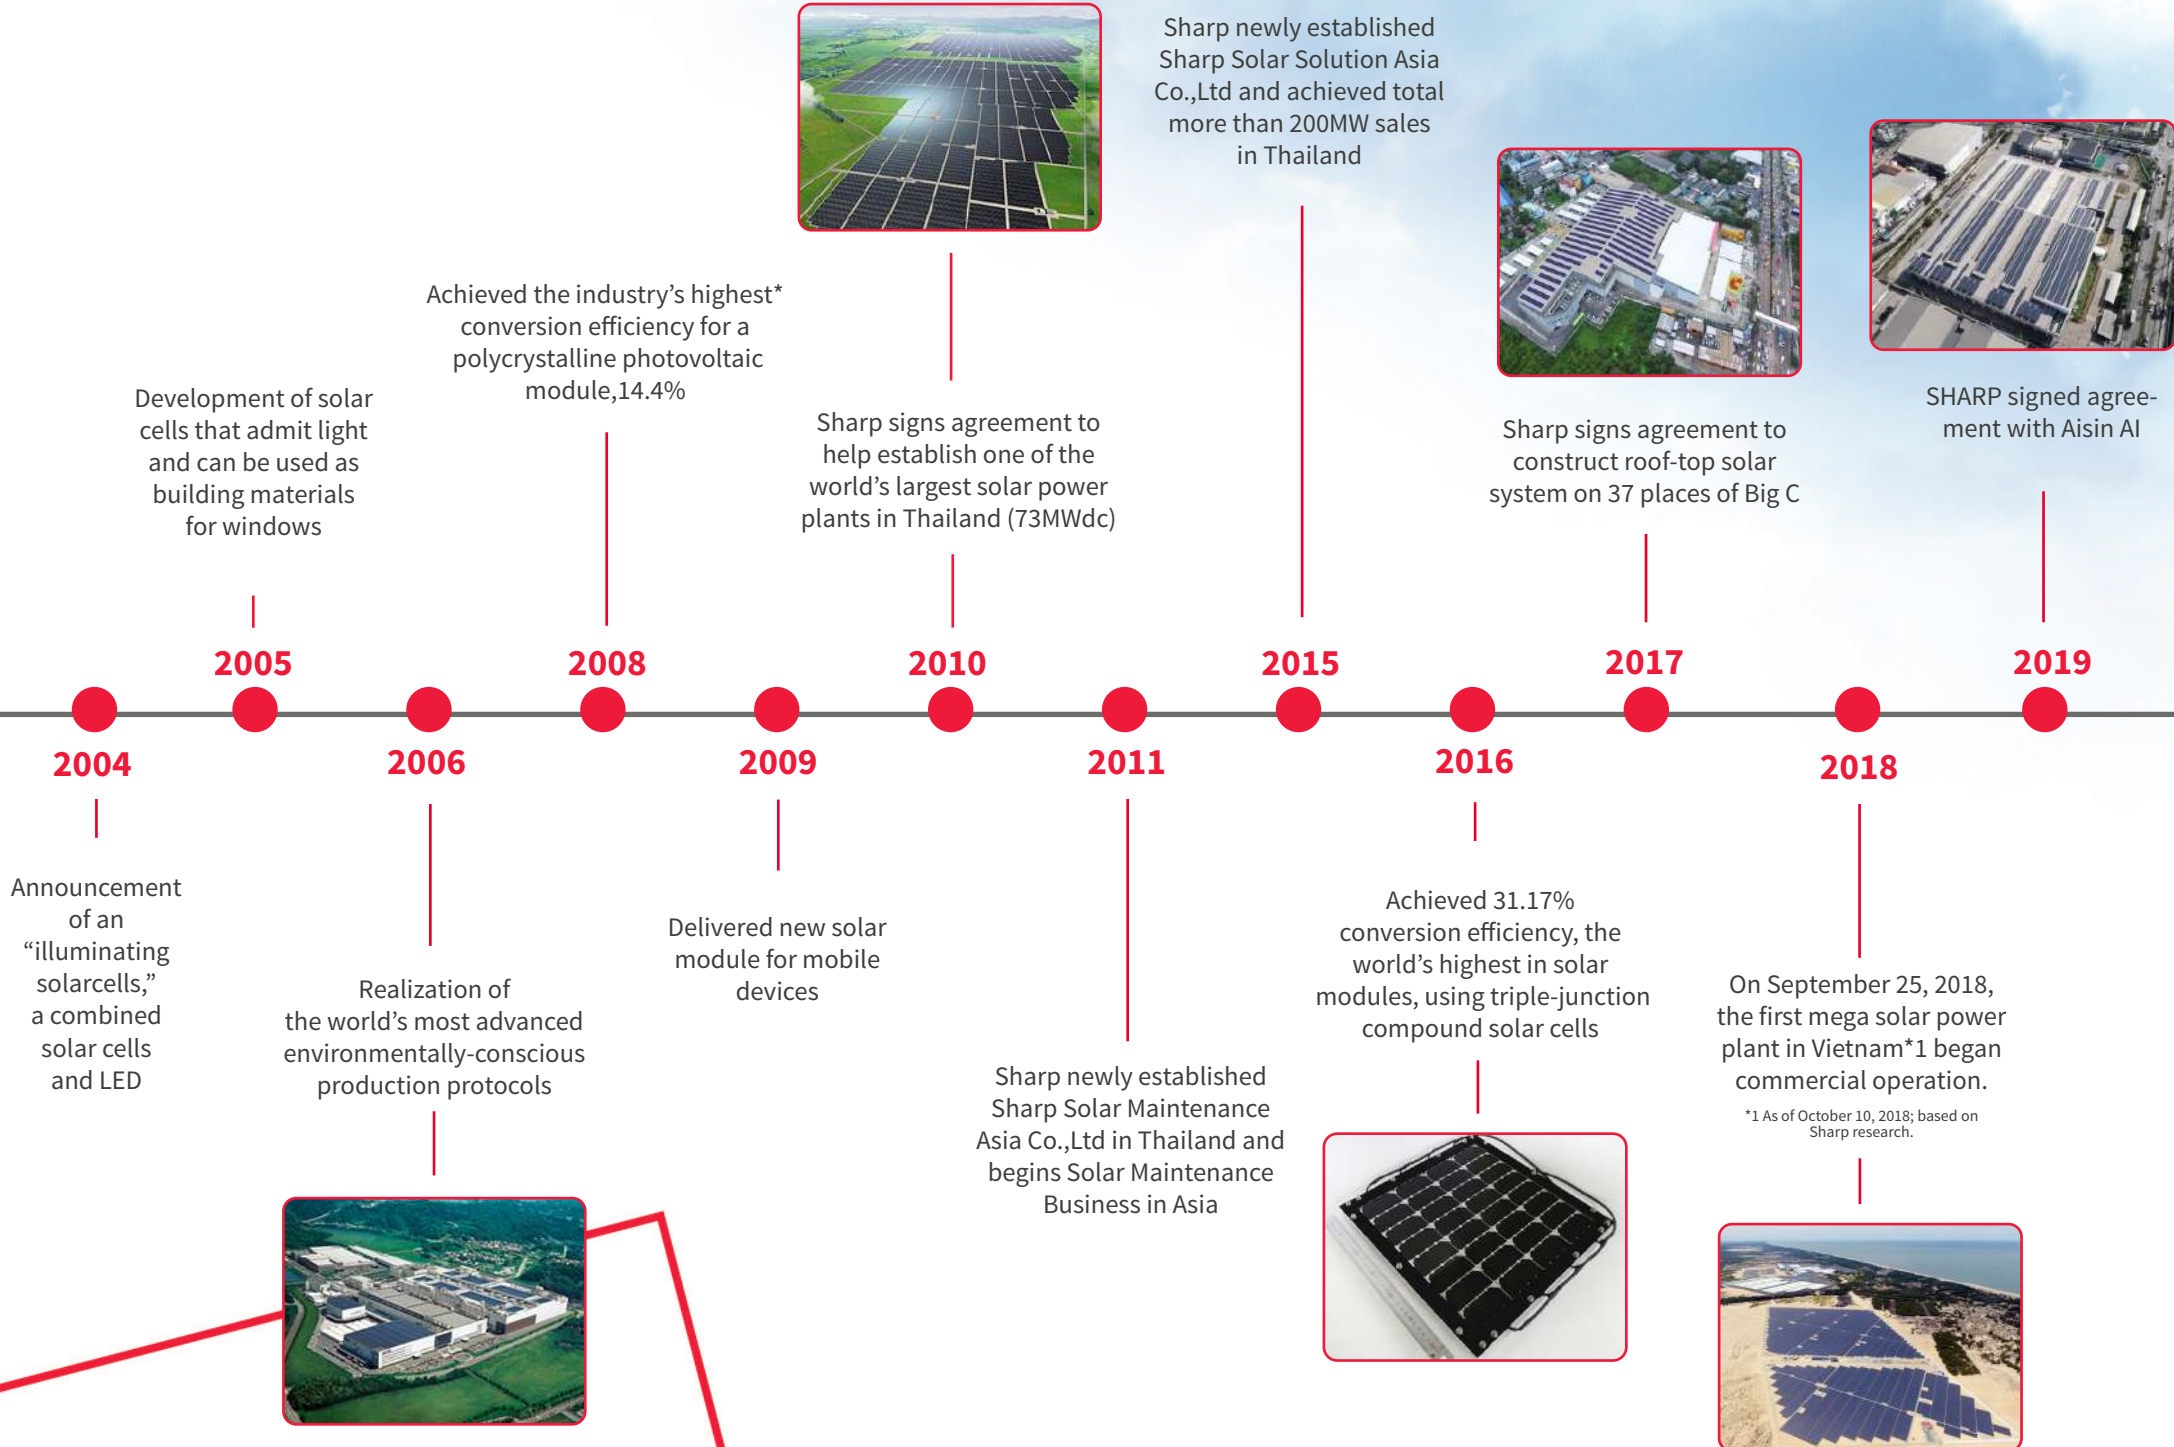 Development of solar
cells that admit light
and can be used as
building materials
for windows
2005
Achieved the industry’s highest*
conversion efficiency for a
polycrystalline photovoltaic
module,14.4%
2008
Sharp signs agreement to
help establish one of the
world’s largest solar power
plants in Thailand (73MWdc)
2010
Sharp newly established
Sharp Solar Solution Asia
Co.,Ltd and achieved total
more than 200MW sales
in Thailand
2015
Sharp signs agreement to
construct roof-top solar
system on 37 places of Big C
2017
SHARP signed agree-
ment with Aisin AI
2019
2004
Announcement
of an
“illuminating
solarcells,”
a combined
solar cells
and LED
2006
Realization of
the world’s most advanced
environmentally-conscious
production protocols
2009
Delivered new solar
module for mobile
devices
2011
Sharp newly established
Sharp Solar Maintenance
Asia Co.,Ltd in Thailand and
begins Solar Maintenance
Business in Asia
2016
Achieved 31.17%
conversion efficiency, the
world’s highest in solar
modules, using triple-junction
compound solar cells
2018
On September 25, 2018,
the first mega solar power
plant in Vietnam*1 began
commercial operation.
*1 As of October 10, 2018; based on
Sharp research.